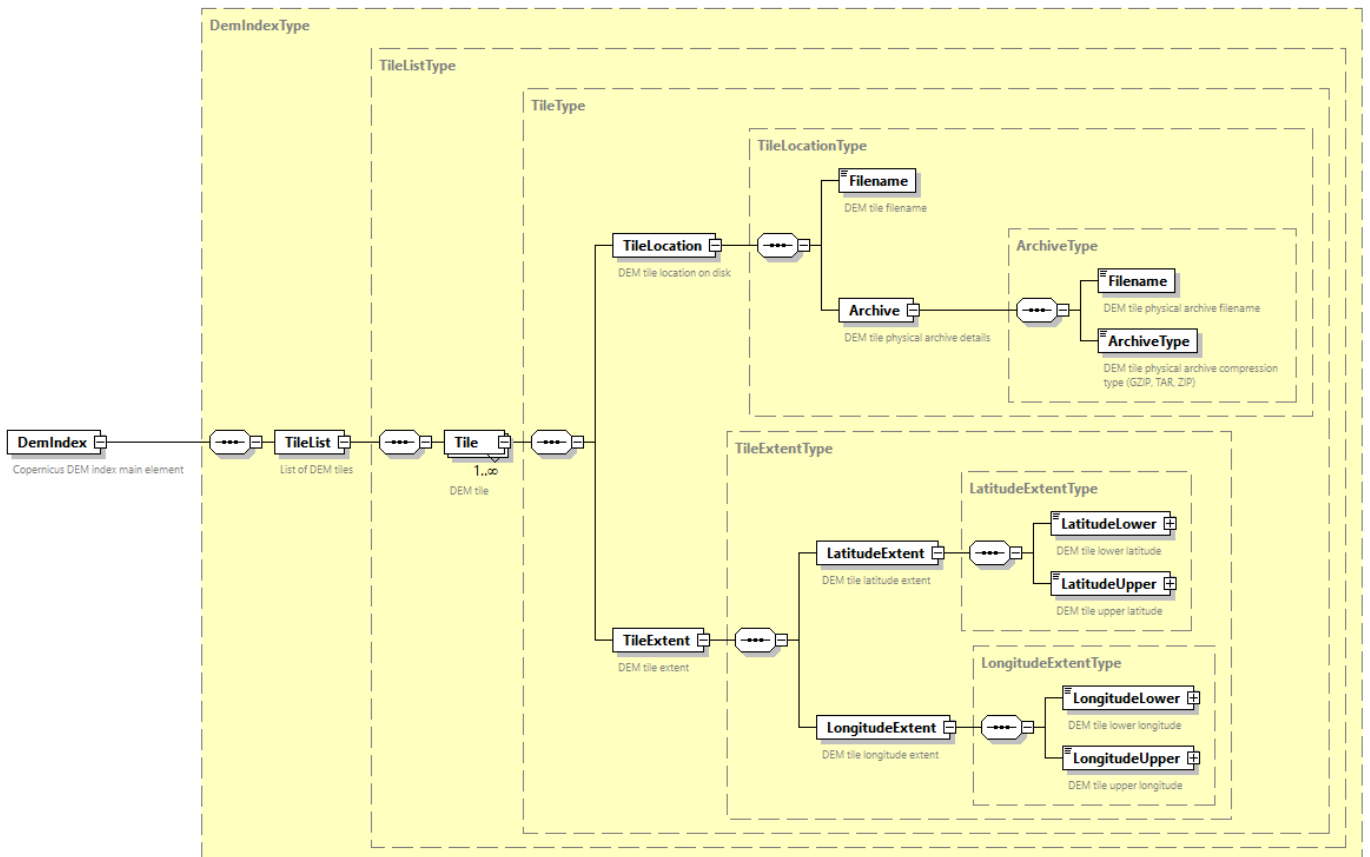 DemIndexType
TileListType
TileType
TileLocationType
Filename
DEM tile filename
TileLocation
DEM tile location on disk
ArchiveType
Filename
DEM tile physical archive filename
Archive
DEM tile physical archive details
ArchiveType
DEM tile physical archive compression
type (GZIP, TAR, ZIP)
DemIndex
Copernicus DEM index main element
TileList
List of DEM tiles
Tile
1..∞
DEM tile
TileExtentType
LatitudeExtentType
LatitudeLower
DEM tile lower latitude
LatitudeExtent
DEM tile latitude extent
LatitudeUpper
DEM tile upper latitude
TileExtent
DEM tile extent
LongitudeExtentType
LongitudeLower
DEM tile lower longitude
LongitudeExtent
DEM tile longitude extent
LongitudeUpper
DEM tile upper longitude